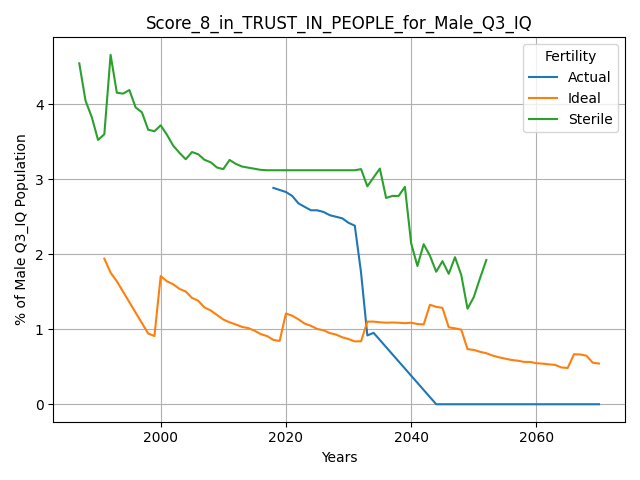 Score_8_in_TRUST_IN_PEOPLE_for_Male_Q3_IQ
Fertility
Actual
Ideal
Sterile
% of Male Q3_IQ Population
4
3
2
1
0
2000 2020 2040 2060
Years